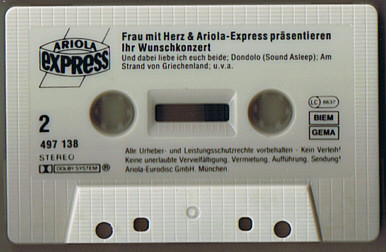 ARIOLA
EXPRESS
Frau mit Herz & Ariola-Express präsentieren
Ihr Wunschkonzert
Und dabei liebe ich euch beide; Dondolo (Sound Asleep); Am
Strand von Griechenland; u.v.a.
LC 8637
BIEM
GEMA
2
497 138
STEREO
DOLBY SYSTEM ®
Alle Urheber- und Leistungsschutzrechte vorbehalten - Kein Verleih!
Keine unerlaubte Vervielfältigung, Vermietung, Aufführung, Sendung!
Ariola-Eurodisc GmbH. München